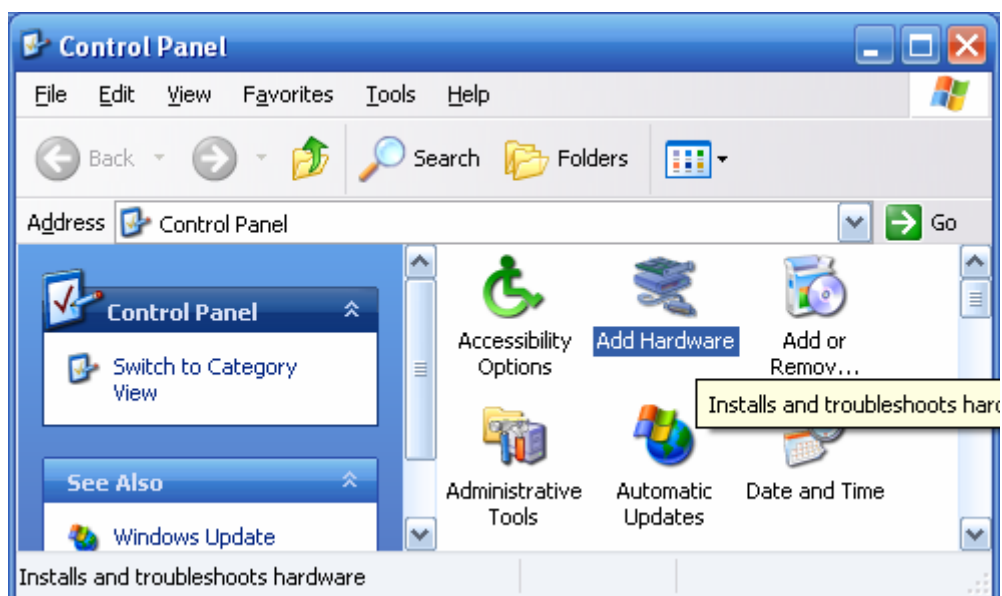 Control Panel
File Edit View Favorites Tools Help
Back Search Folders
Address Control Panel Go
Control Panel
Switch to Category
View
See Also
Windows Update
Accessibility
Options
Add Hardware
Add or
Remov...
Installs and troubleshoots hard
Administrative
Tools
Automatic
Updates
Date and Time
Installs and troubleshoots hardware